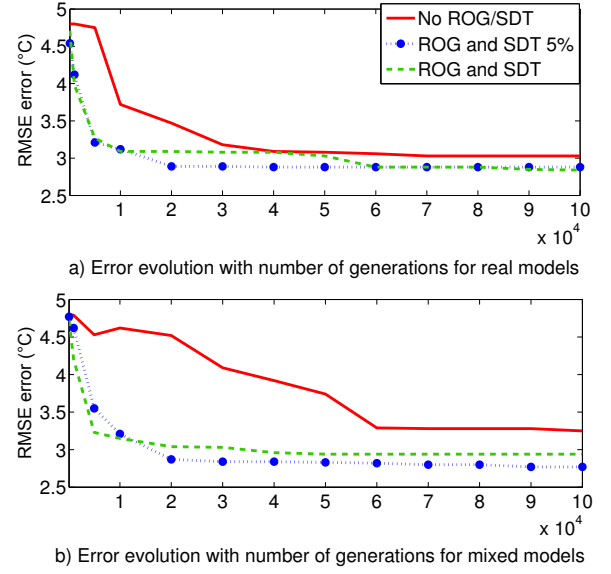 5
4.5
4
3.5
3
2.5
RMSE error (°C)
No ROG/SDT
ROG and SDT 5%
ROG and SDT
1 2 3 4 5 6 7 8 9 10
x 10^4
a) Error evolution with number of generations for real models
5
4.5
4
3.5
3
2.5
RMSE error (°C)
1 2 3 4 5 6 7 8 9 10
x 10^4
b) Error evolution with number of generations for mixed models